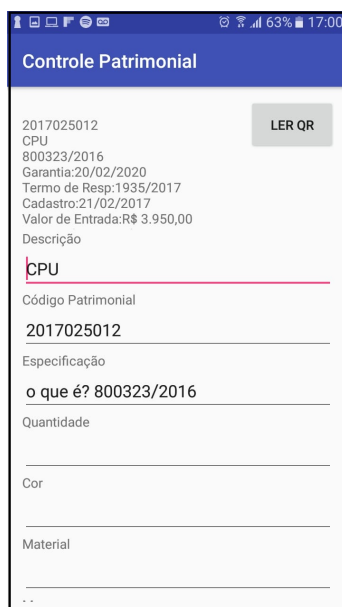 63% 17:00
Controle Patrimonial
2017025012
CPU
800323/2016
Garantia:20/02/2020
Termo de Resp:1935/2017
Cadastro:21/02/2017
Valor de Entrada:R$ 3.950,00
LER QR
Descrição
CPU
Código Patrimonial
2017025012
Especificação
o que é? 800323/2016
Quantidade
Cor
Material